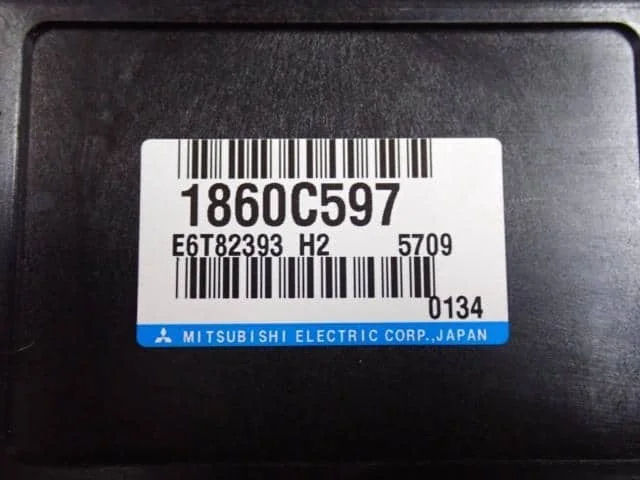 1860C597
E6T82393 H2 5709
0134
MITSUBISHI ELECTRIC CORP.,JAPAN